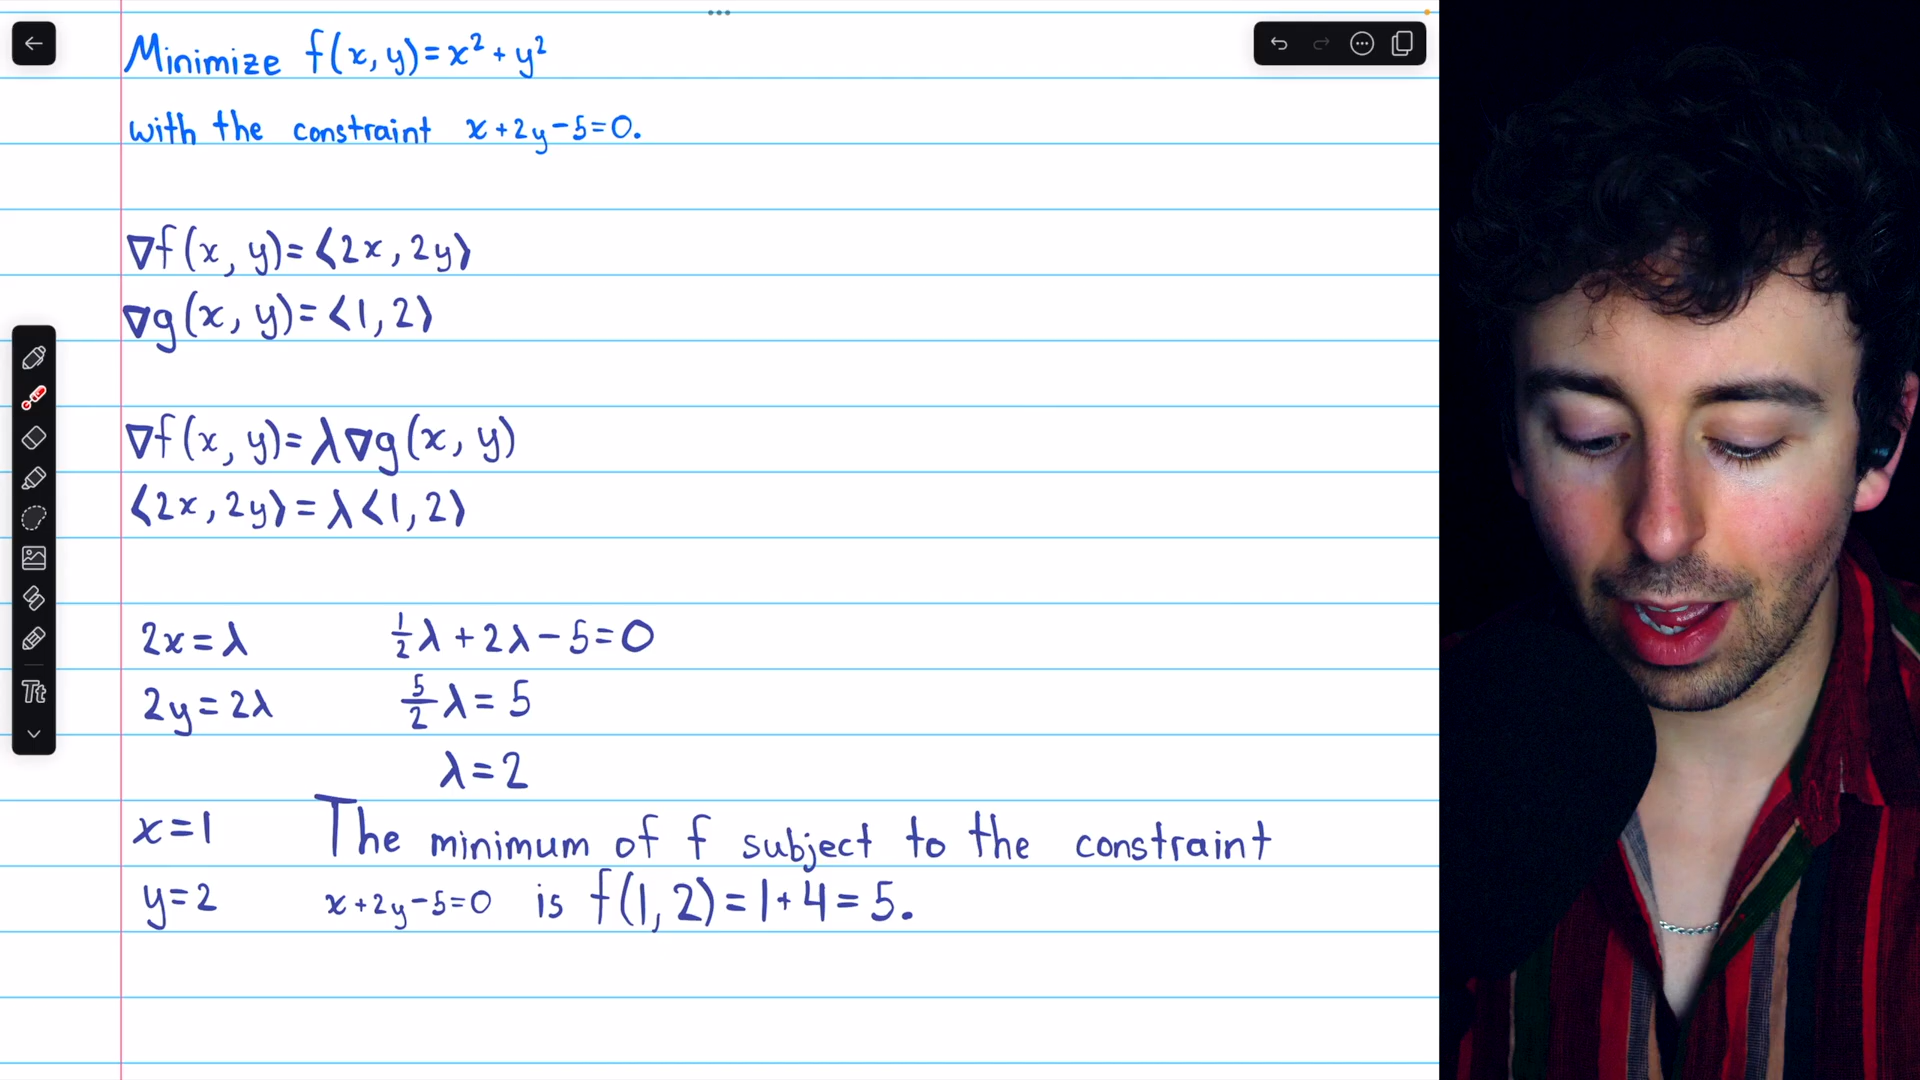 Minimize f(x, y)=x²+y²
with the constraint x+2y-5=0.
∇f(x, y)=⟨2x, 2y⟩
∇g(x, y)=⟨1, 2⟩
∇f(x, y)=λ∇g(x, y)
⟨2x, 2y⟩=λ⟨1, 2⟩
2x=λ
2y=2λ
½λ+2λ-5=0
5/2 λ=5
λ=2
x=1
y=2
The minimum of f subject to the constraint
x+2y-5=0 is f(1, 2)=1+4=5.
Tt